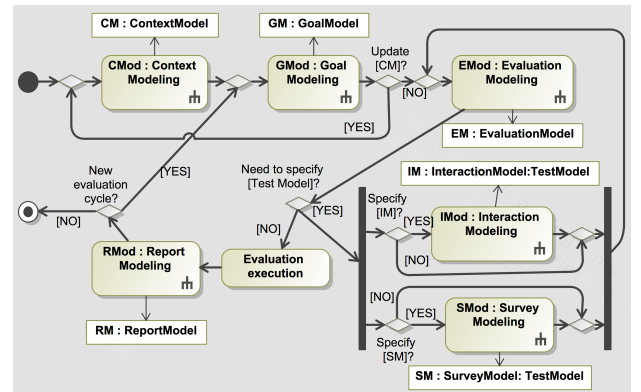 CM : ContextModel
GM : GoalModel
CMod : Context
Modeling
GMod : Goal
Modeling
Update
[CM]?
[NO]
EMod : Evaluation
Modeling
[YES]
EM : EvaluationModel
New
evaluation
cycle?
[YES]
Need to specify
[Test Model]?
IM : InteractionModel:TestModel
[NO]
[YES]
[NO]
Specify
[IM]?
[YES]
IMod : Interaction
Modeling
[NO]
RMod : Report
Modeling
Evaluation
execution
[NO]
[YES]
SMod : Survey
Modeling
Specify
[SM]?
RM : ReportModel
SM : SurveyModel: TestModel